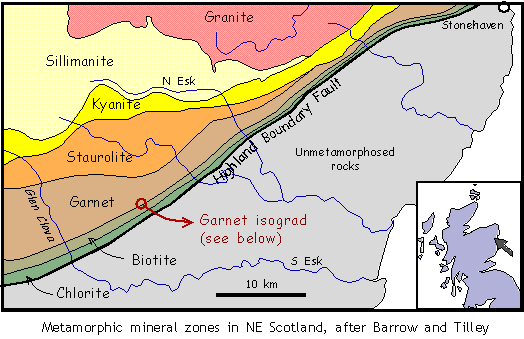 Granite
Stonehaven
Sillimanite
N Esk
Kyanite
Highland Boundary Fault
Staurolite
Unmetamorphosed
rocks
Glen Clova
Garnet
Garnet isograd
(see below)
Biotite
S Esk
10 km
Chlorite
Metamorphic mineral zones in NE Scotland, after Barrow and Tilley